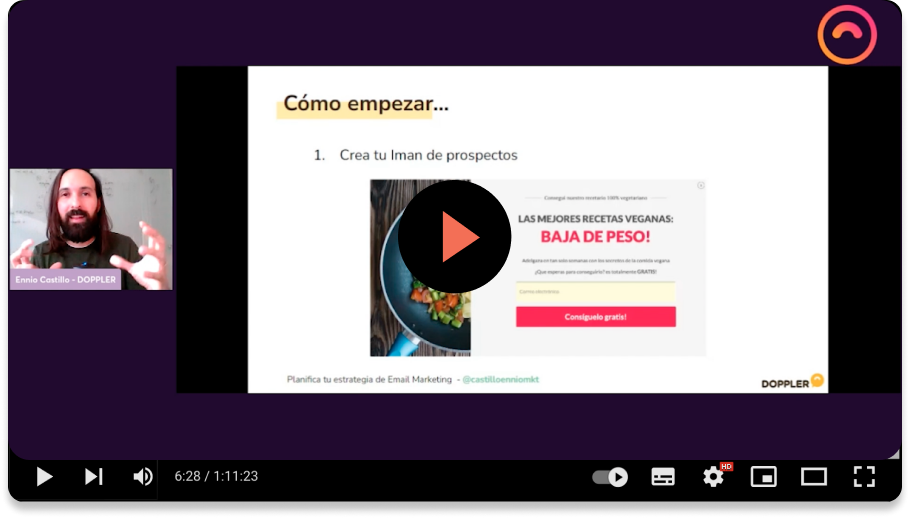 Cómo empezar...
1. Crea tu Iman de prospectos
Conseguí nuestro recetario 100% vegetariano
LAS MEJORES RECETAS VEGANAS:
BAJA DE PESO!
Adelgaza en tan solo semanas con los secretos de la comida vegana
¿Que esperas para conseguirlo? es totalmente GRATIS!
Correo electrónico
Consíguelo gratis!
Ennio Castillo - DOPPLER
Planifica tu estrategia de Email Marketing - @castilloenniomkt
DOPPLER
6:28 / 1:11:23
HD